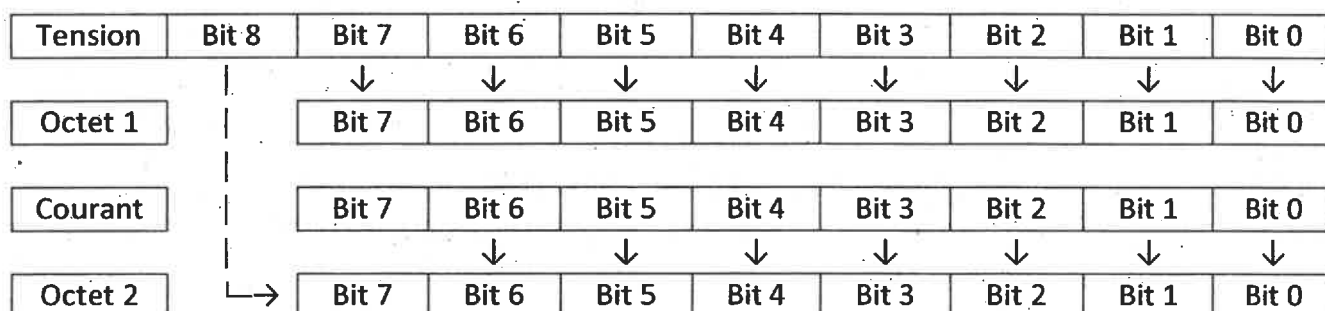 Tension Bit 8 Bit 7 Bit 6 Bit 5 Bit 4 Bit 3 Bit 2 Bit 1 Bit 0
Octet 1 Bit 7 Bit 6 Bit 5 Bit 4 Bit 3 Bit 2 Bit 1 Bit 0
Courant Bit 7 Bit 6 Bit 5 Bit 4 Bit 3 Bit 2 Bit 1 Bit 0
Octet 2 Bit 7 Bit 6 Bit 5 Bit 4 Bit 3 Bit 2 Bit 1 Bit 0